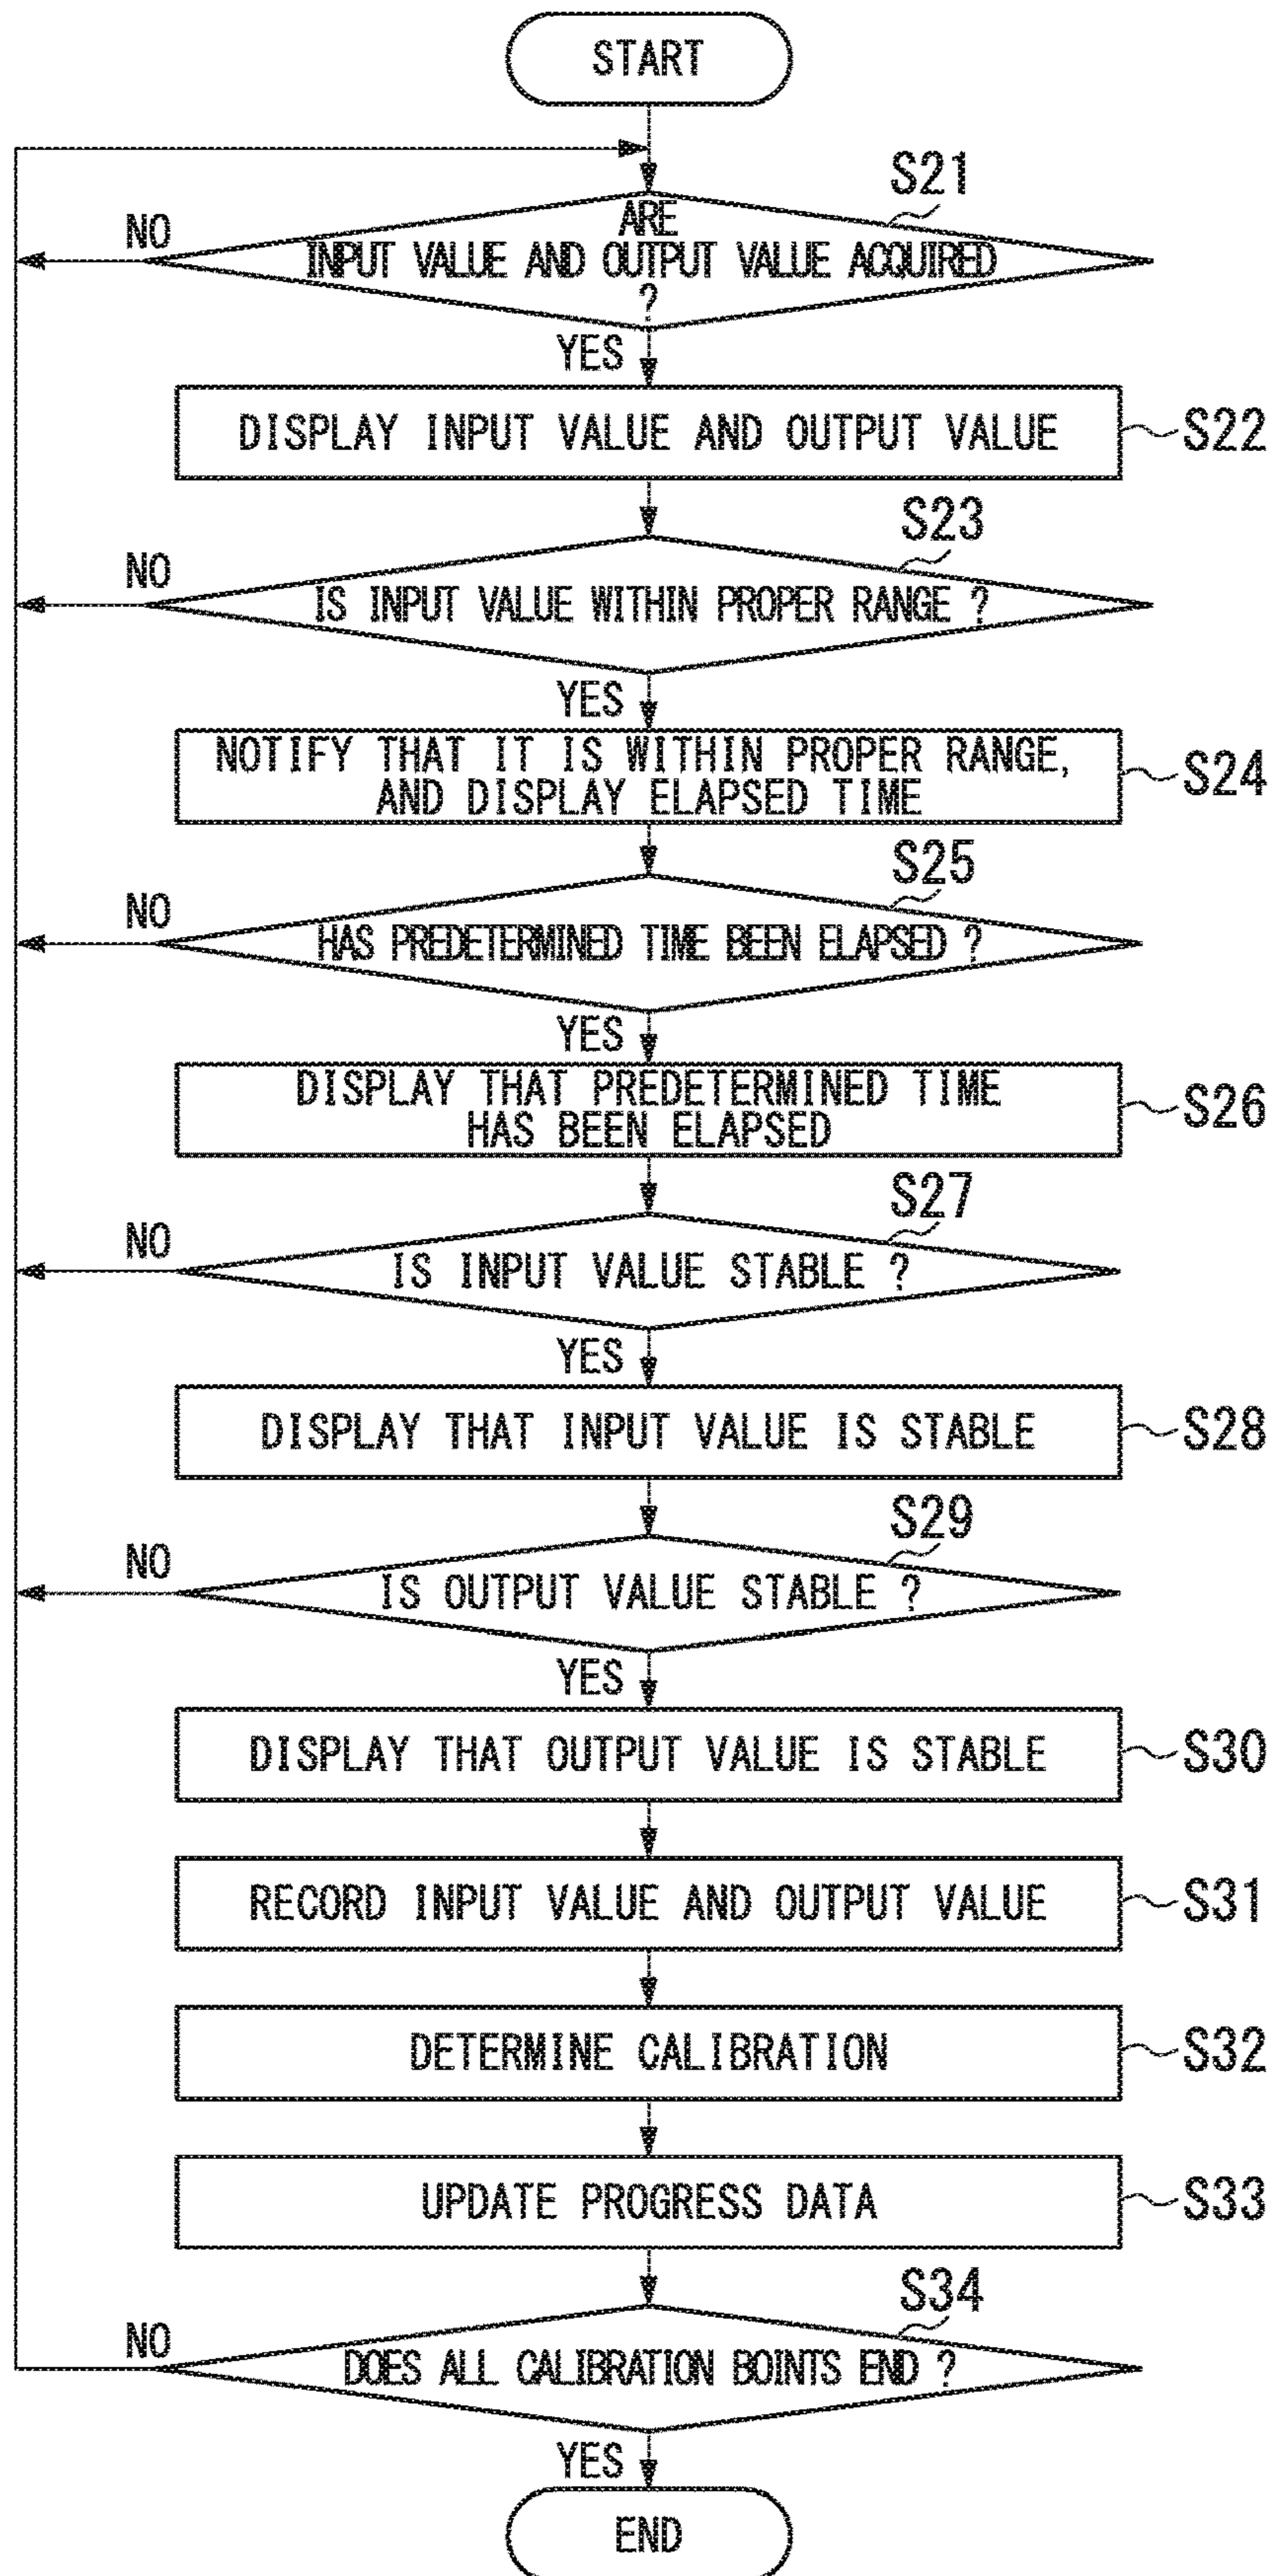 START
S21
NO
ARE
INPUT VALUE AND OUTPUT VALUE ACQUIRED
?
YES
DISPLAY INPUT VALUE AND OUTPUT VALUE
S22
S23
NO
IS INPUT VALUE WITHIN PROPER RANGE ?
YES
NOTIFY THAT IT IS WITHIN PROPER RANGE,
AND DISPLAY ELAPSED TIME
S24
S25
NO
HAS PREDETERMINED TIME BEEN ELAPSED ?
YES
DISPLAY THAT PREDETERMINED TIME
HAS BEEN ELAPSED
S26
S27
NO
IS INPUT VALUE STABLE ?
YES
DISPLAY THAT INPUT VALUE IS STABLE
S28
S29
NO
IS OUTPUT VALUE STABLE ?
YES
DISPLAY THAT OUTPUT VALUE IS STABLE
S30
RECORD INPUT VALUE AND OUTPUT VALUE
S31
DETERMINE CALIBRATION
S32
UPDATE PROGRESS DATA
S33
S34
NO
DOES ALL CALIBRATION BOINTS END ?
YES
END